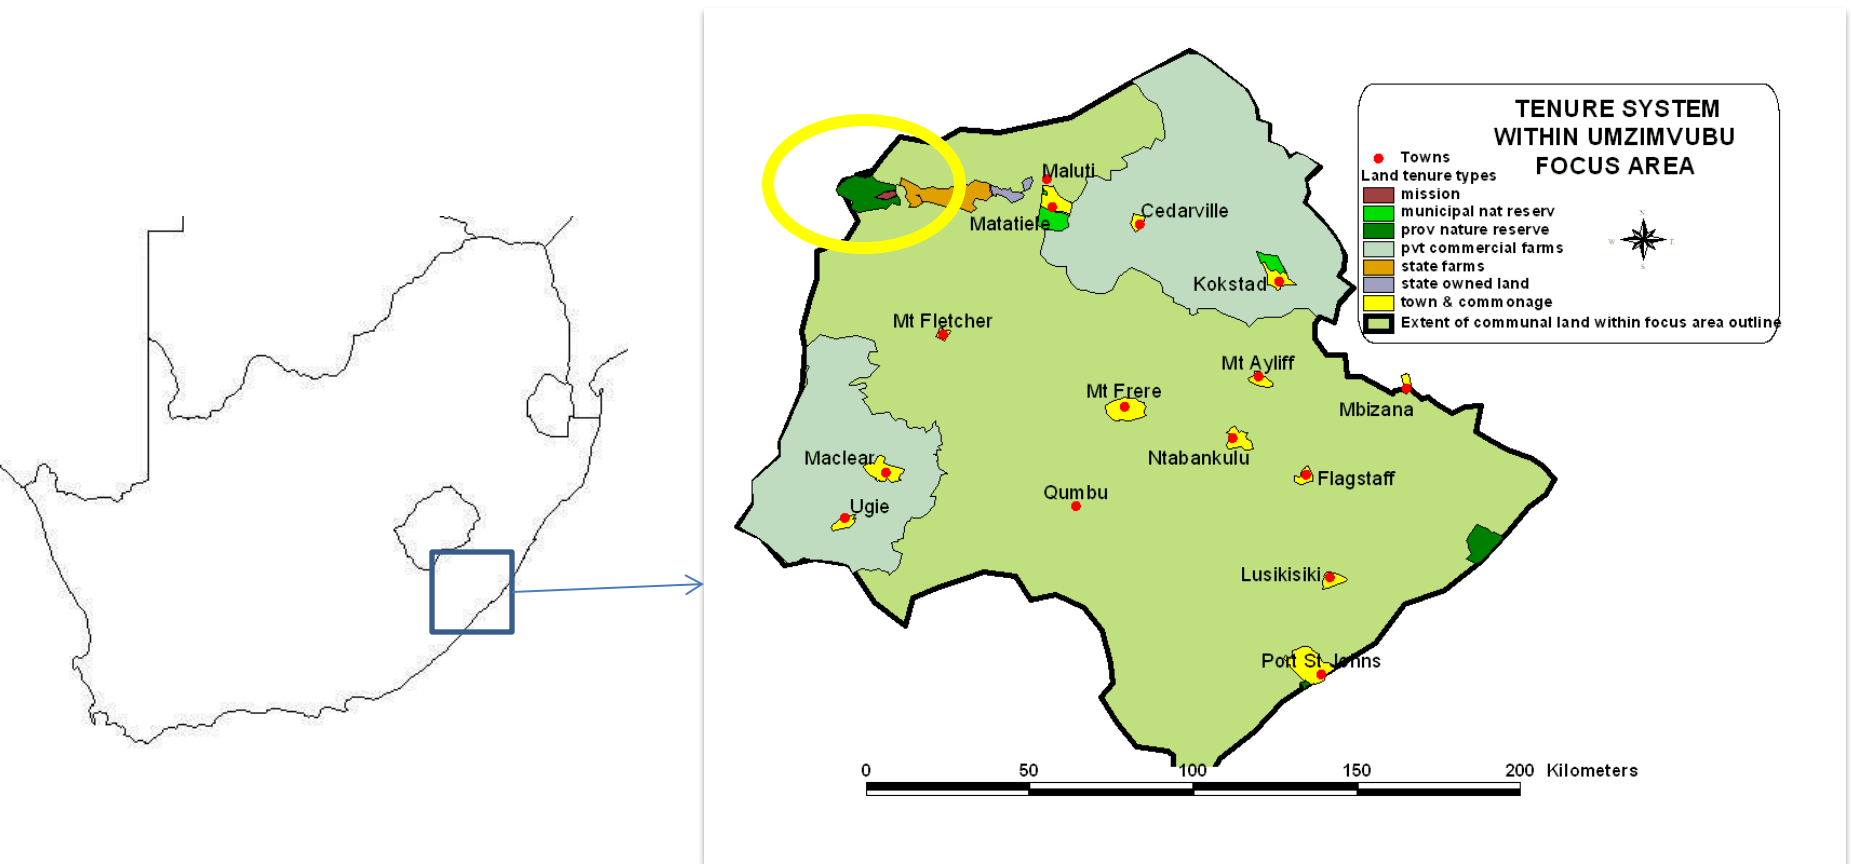 TENURE SYSTEM
WITHIN UMZIMVUBU
FOCUS AREA
Towns
Land tenure types
mission
municipal nat reserv
prov nature reserve
pvt commercial farms
state farms
state owned land
town & commonage
Extent of communal land within focus area outline
N
W
E
S
Maluti
Matatiele
Cedarville
Kokstad
Mt Fletcher
Mt Ayliff
Mt Frere
Mbizana
Maclear
Ntabankulu
Flagstaff
Qumbu
Ugie
Lusikisiki
Port St Johns
0 50 100 150 200 Kilometers